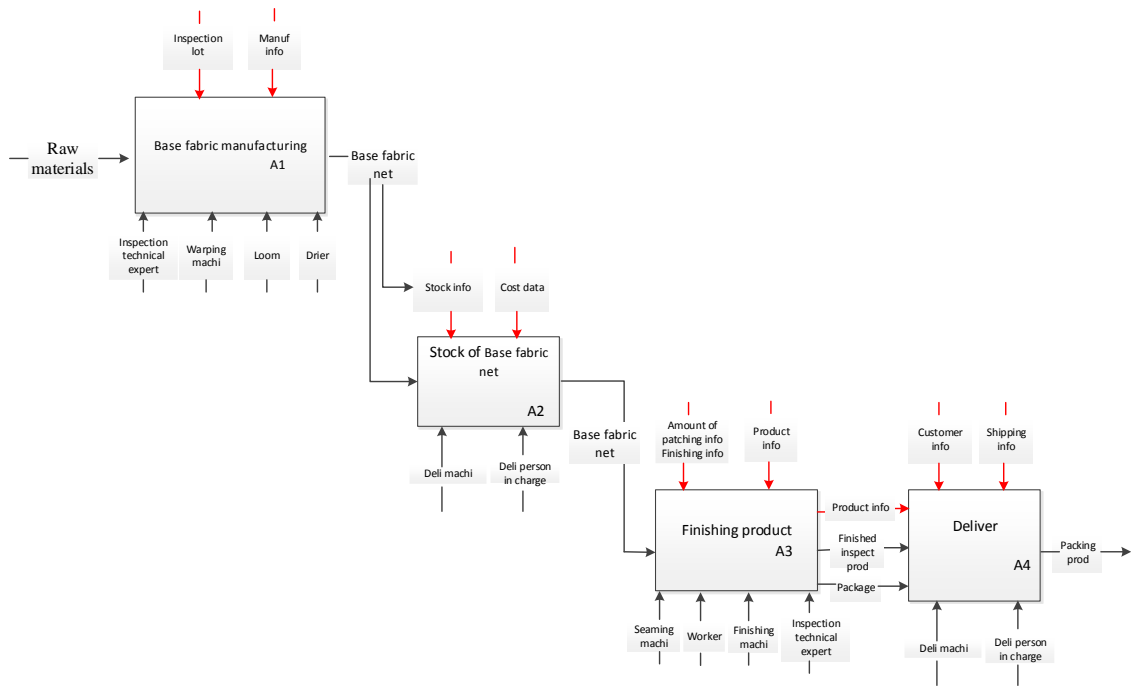 Inspection
lot
Manuf
info
Base fabric manufacturing
A1
Raw
materials
Base fabric
net
Inspection
technical
expert
Warping
machi
Loom
Drier
Stock info
Cost data
Stock of Base fabric
net
A2
Deli machi
Deli person
in charge
Base fabric
net
Amount of
patching info
Finishing info
Product
info
Customer
info
Shipping
info
Finishing product
A3
Product info
Finished
inspect
prod
Package
Deliver
A4
Packing
prod
Seaming
machi
Worker
Finishing
machi
Inspection
technical
expert
Deli machi
Deli person
in charge